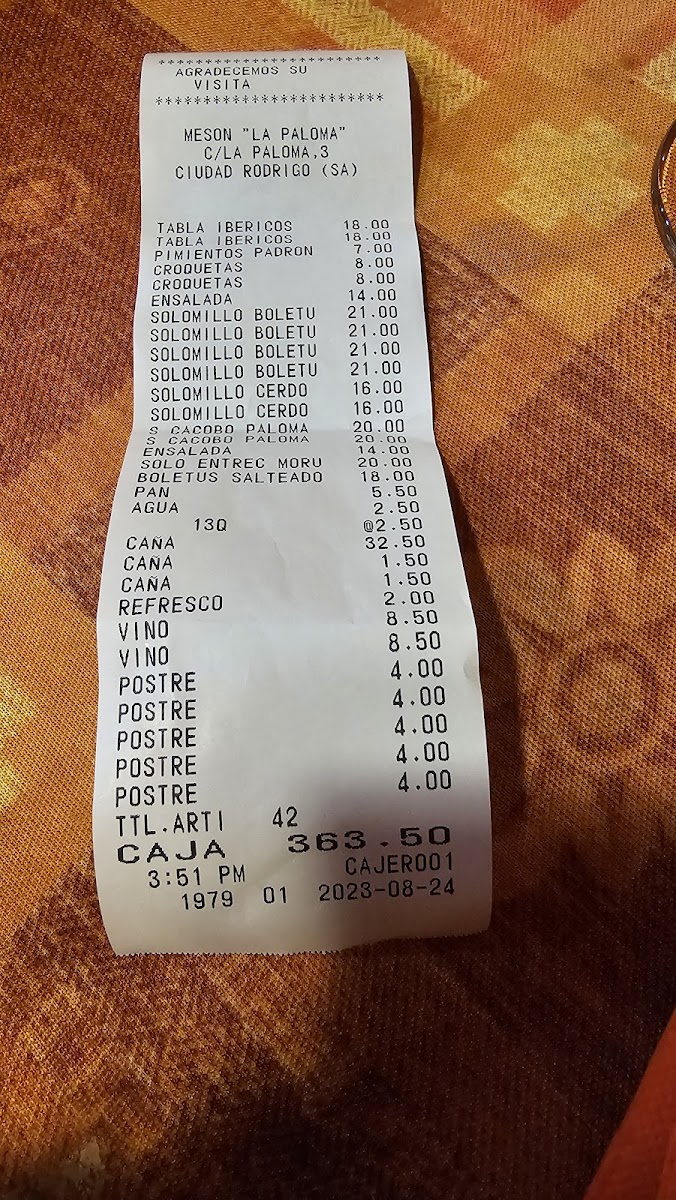 ************************
AGRADECEMOS SU
VISITA
************************
MESON "LA PALOMA"
C/LA PALOMA,3
CIUDAD RODRIGO (SA)
TABLA IBERICOS 18.00
TABLA IBERICOS 18.00
PIMIENTOS PADRON 7.00
CROQUETAS 8.00
CROQUETAS 8.00
ENSALADA 14.00
SOLOMILLO BOLETU 21.00
SOLOMILLO BOLETU 21.00
SOLOMILLO BOLETU 21.00
SOLOMILLO BOLETU 21.00
SOLOMILLO CERDO 16.00
SOLOMILLO CERDO 16.00
S CACOBO PALOMA 20.00
S CACOBO PALOMA 20.00
ENSALADA 14.00
SOLO ENTREC MORU 20.00
BOLETUS SALTEADO 18.00
PAN 5.50
AGUA 2.50
13Q @2.50
CAÑA 32.50
CAÑA 1.50
CAÑA 1.50
REFRESCO 2.00
VINO 8.50
VINO 8.50
POSTRE 4.00
POSTRE 4.00
POSTRE 4.00
POSTRE 4.00
POSTRE 4.00
TTL.ARTI 42
CAJA 363.50
3:51 PM CAJER001
1979 01 2023-08-24